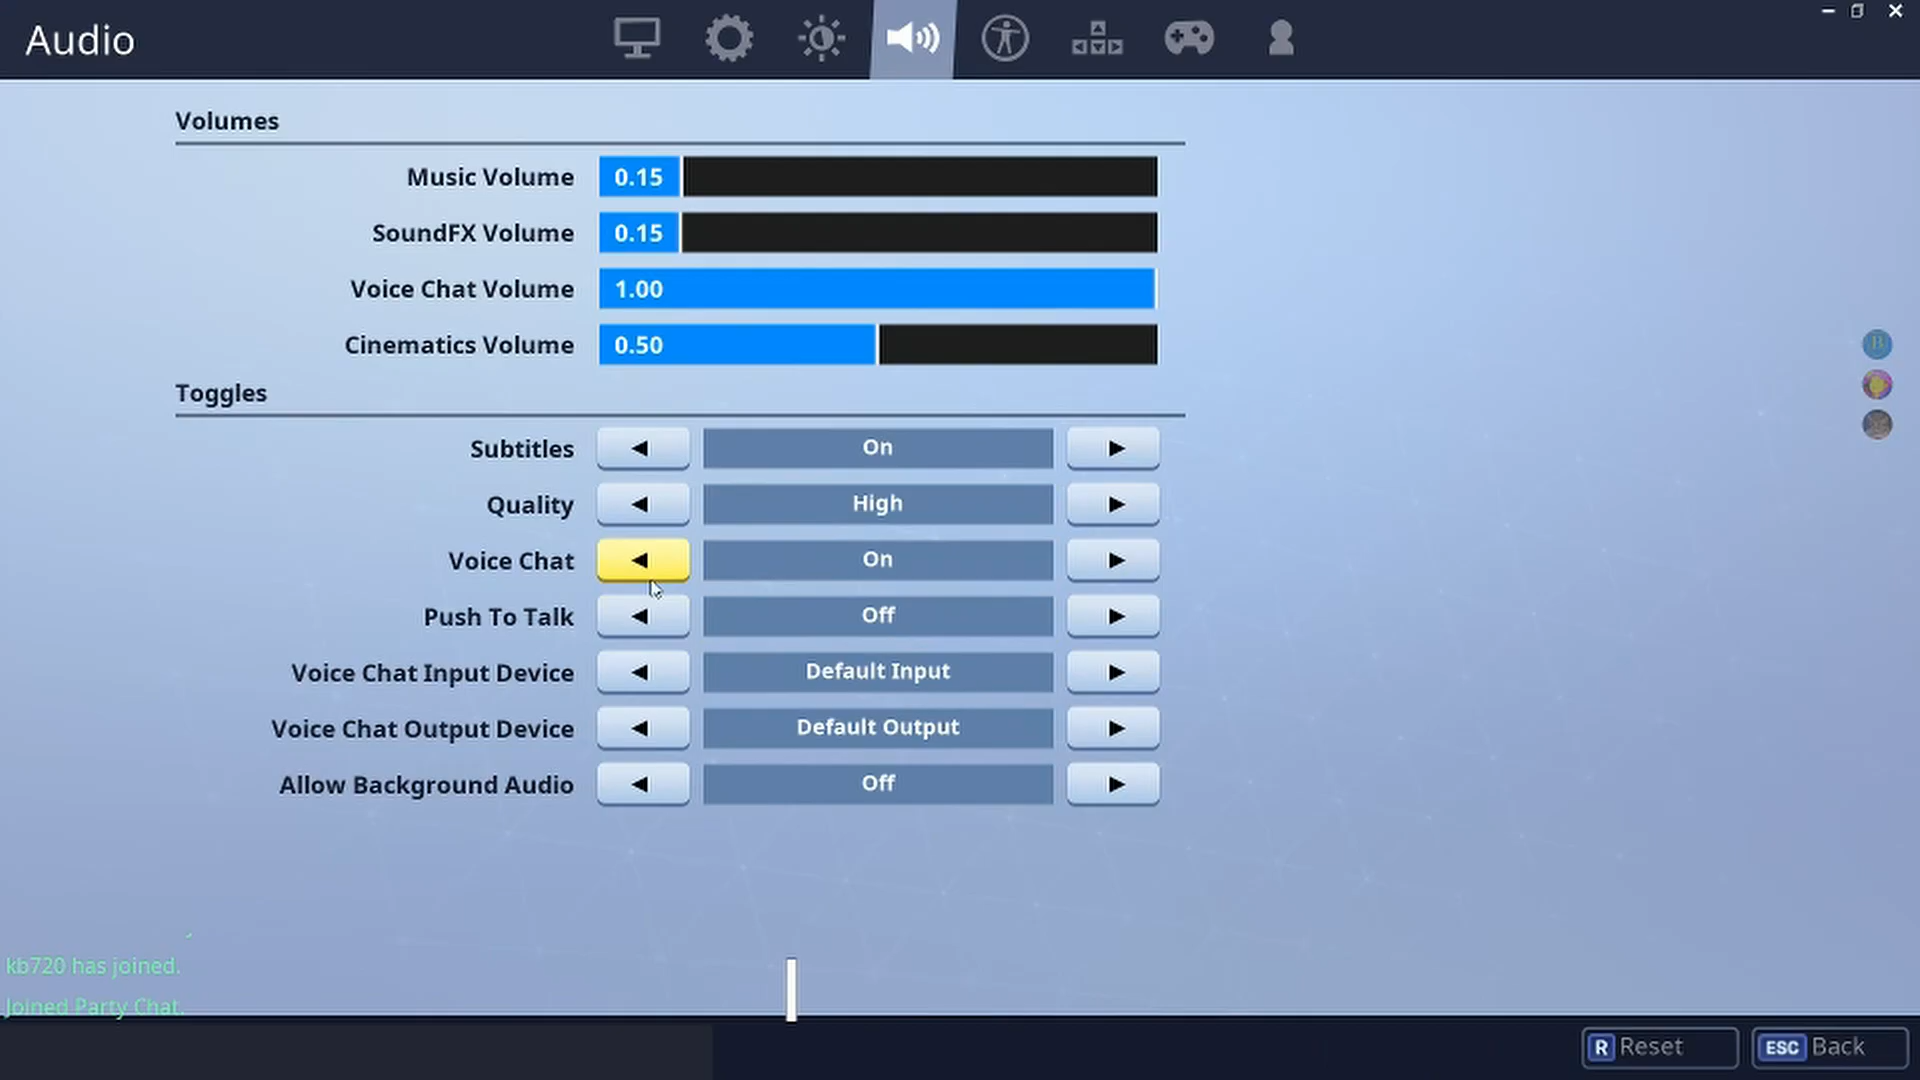 Audio
Volumes
Music Volume 0.15
SoundFX Volume 0.15
Voice Chat Volume 1.00
Cinematics Volume 0.50
B
Toggles
Subtitles On
Quality High
Voice Chat On
Push To Talk Off
Voice Chat Input Device Default Input
Voice Chat Output Device Default Output
Allow Background Audio Off
kb720 has joined.
Joined Party Chat.
R Reset ESC Back